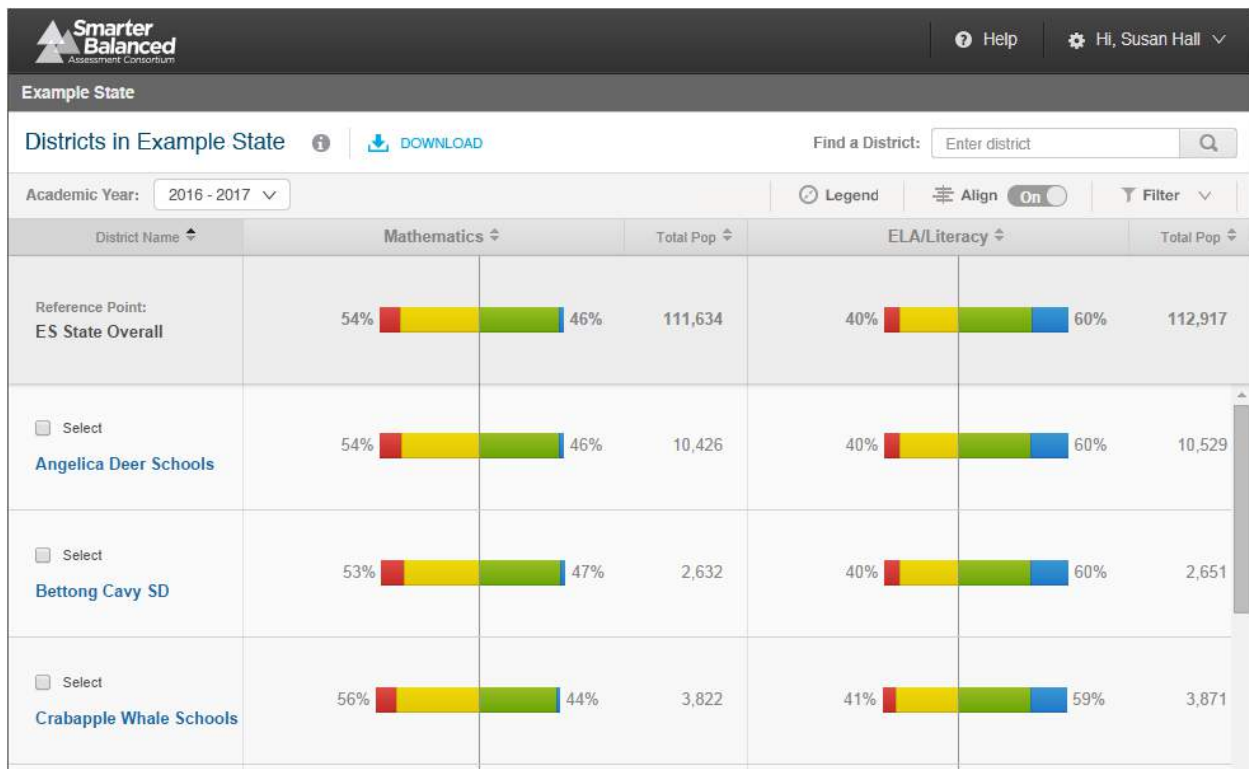 Smarter
Balanced
Assessment Consortium
Help
Hi, Susan Hall
Example State
Districts in Example State
DOWNLOAD
Find a District:
Enter district
Academic Year:
2016 - 2017
Legend
Align
On
Filter
District Name
Mathematics
Total Pop
ELA/Literacy
Total Pop
Reference Point:
ES State Overall
54%
46%
111,634
40%
60%
112,917
Select
Angelica Deer Schools
54%
46%
10,426
40%
60%
10,529
Select
Bettong Cavy SD
53%
47%
2,632
40%
60%
2,651
Select
Crabapple Whale Schools
56%
44%
3,822
41%
59%
3,871